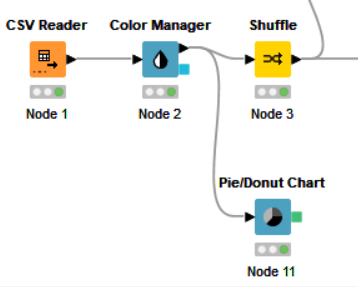 CSV Reader
Color Manager
Shuffle
Node 1
Node 2
Node 3
Pie/Donut Chart
Node 11